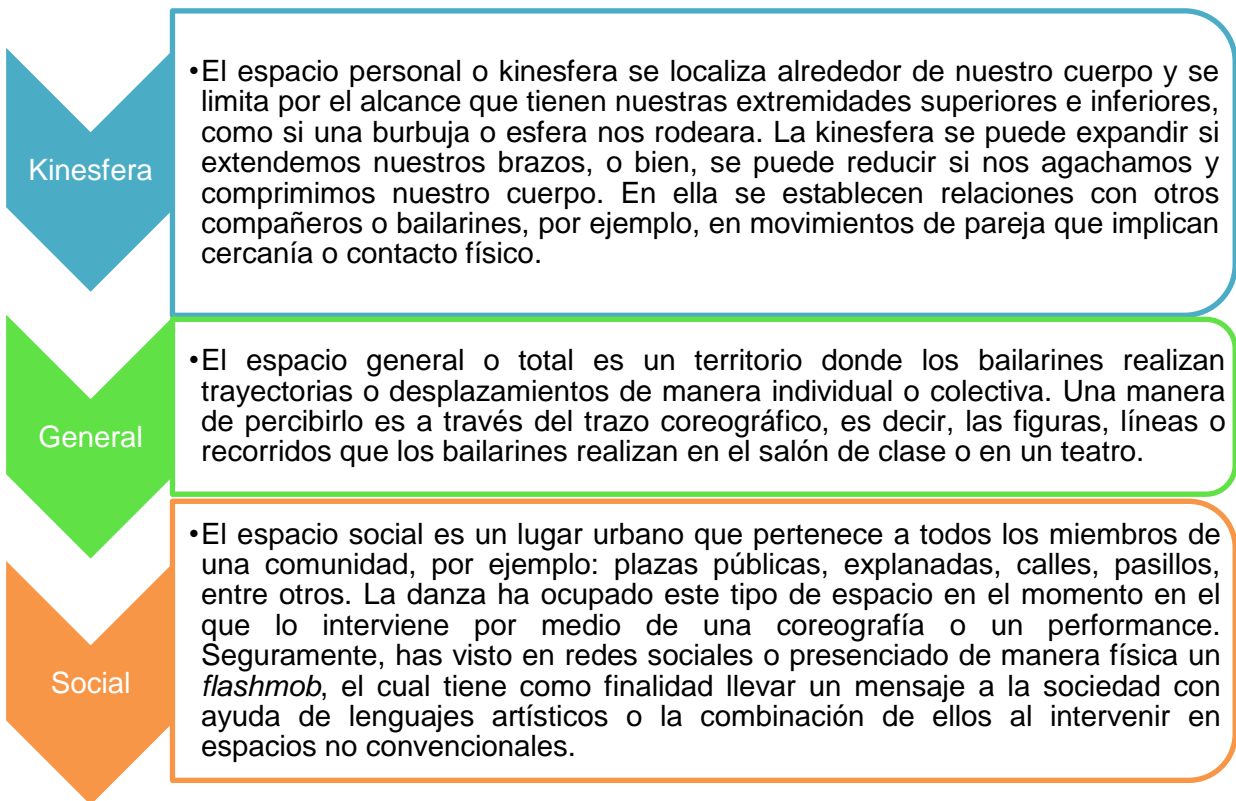 Kinesfera
•El espacio personal o kinesfera se localiza alrededor de nuestro cuerpo y se
limita por el alcance que tienen nuestras extremidades superiores e inferiores,
como si una burbuja o esfera nos rodeara. La kinesfera se puede expandir si
extendemos nuestros brazos, o bien, se puede reducir si nos agachamos y
comprimimos nuestro cuerpo. En ella se establecen relaciones con otros
compañeros o bailarines, por ejemplo, en movimientos de pareja que implican
cercanía o contacto físico.
General
•El espacio general o total es un territorio donde los bailarines realizan
trayectorias o desplazamientos de manera individual o colectiva. Una manera
de percibirlo es a través del trazo coreográfico, es decir, las figuras, líneas o
recorridos que los bailarines realizan en el salón de clase o en un teatro.
Social
•El espacio social es un lugar urbano que pertenece a todos los miembros de
una comunidad, por ejemplo: plazas públicas, explanadas, calles, pasillos,
entre otros. La danza ha ocupado este tipo de espacio en el momento en el
que lo interviene por medio de una coreografía o un performance.
Seguramente, has visto en redes sociales o presenciado de manera física un
flashmob, el cual tiene como finalidad llevar un mensaje a la sociedad con
ayuda de lenguajes artísticos o la combinación de ellos al intervenir en
espacios no convencionales.